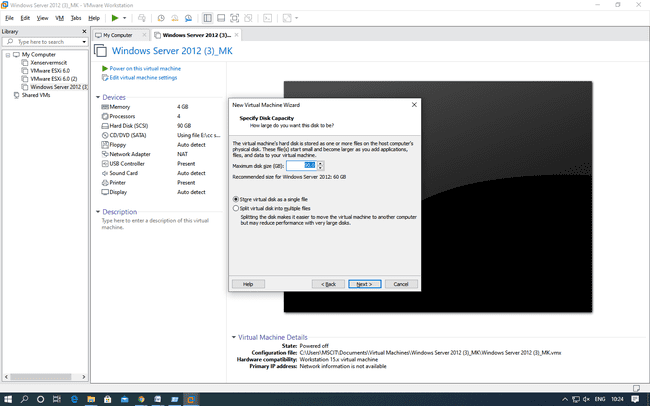 Windows Server 2012 (3)_MK - VMware Workstation
File Edit View VM Tabs Help
Library
Type here to search
My Computer
Xenservermscit
VMware ESXi 6.0
VMware ESXi 6.0 (2)
Windows Server 2012 (3)
Shared VMs
My Computer
Windows Server 2012 (3)_...
Windows Server 2012 (3)_MK
Power on this virtual machine
Edit virtual machine settings
Devices
Memory 4 GB
Processors 4
Hard Disk (SCSI) 90 GB
CD/DVD (SATA) Using file E:\cc s...
Floppy Auto detect
Network Adapter NAT
USB Controller Present
Sound Card Auto detect
Printer Present
Display Auto detect
Description
Type here to enter a description of this virtual
machine.
New Virtual Machine Wizard
Specify Disk Capacity
How large do you want this disk to be?
The virtual machine's hard disk is stored as one or more files on the host computer's
physical disk. These file(s) start small and become larger as you add applications,
files, and data to your virtual machine.
Maximum disk size (GB):
Recommended size for Windows Server 2012: 60 GB
Store virtual disk as a single file
Split virtual disk into multiple files
Splitting the disk makes it easier to move the virtual machine to another computer
but may reduce performance with very large disks.
Help < Back Next > Cancel
Virtual Machine Details
State: Powered off
Configuration file: C:\Users\MSCIT\Documents\Virtual Machines\Windows Server 2012 (3)_MK\Windows Server 2012 (3)_MK.vmx
Hardware compatibility: Workstation 15.x virtual machine
Primary IP address: Network information is not available
ENG 10:24